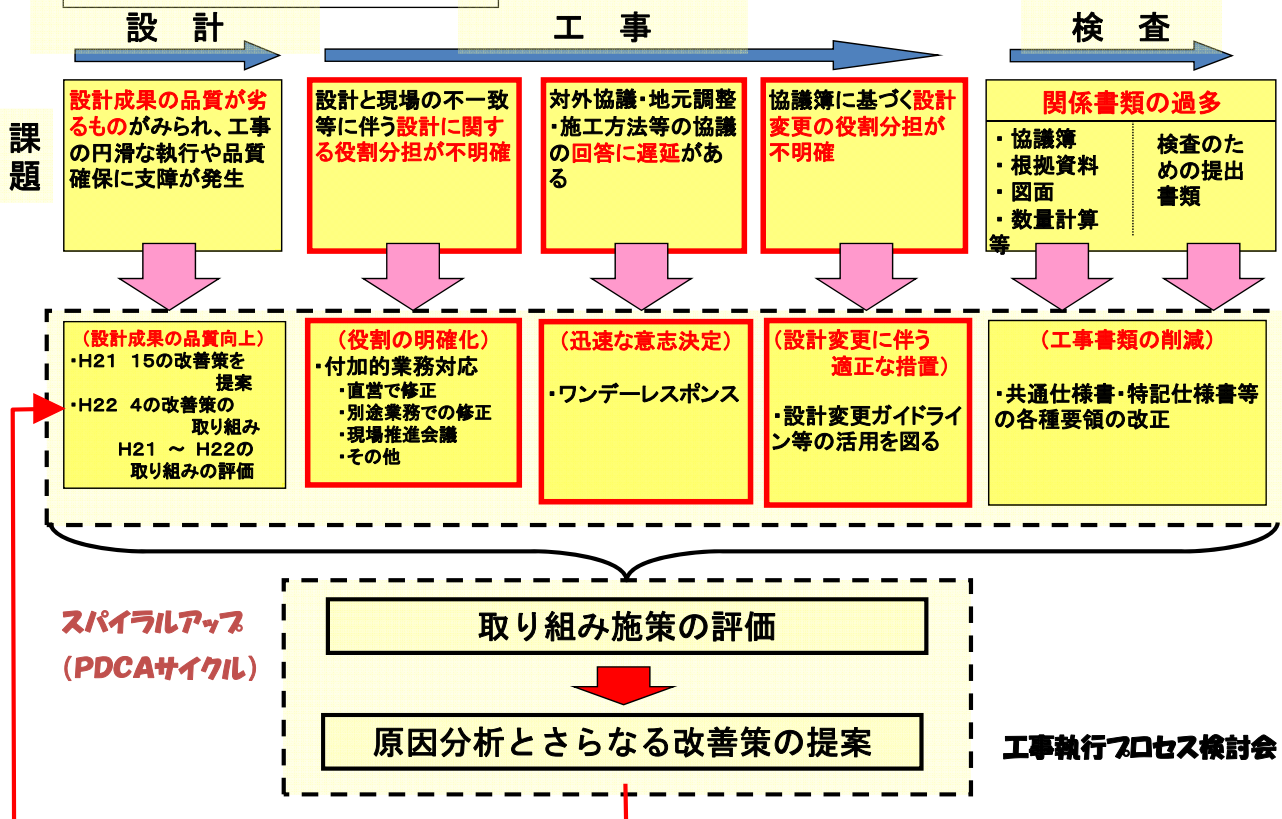 設 計
工 事
検 査
課
題
設計成果の品質が劣
るものがみられ、工事
の円滑な執行や品質
確保に支障が発生
設計と現場の不一致
等に伴う設計に関す
る役割分担が不明確
対外協議・地元調整
・施工方法等の協議
の回答に遅延があ
る
協議簿に基づく設計
変更の役割分担が
不明確
関係書類の過多
・協議簿
・根拠資料
・図面
・数量計算
等
検査のた
めの提出
書類
(設計成果の品質向上)
・H21 15の改善策を
提案
・H22 4の改善策の
取り組み
H21 ～ H22の
取り組みの評価
(役割の明確化)
・付加的業務対応
・直営で修正
・別途業務での修正
・現場推進会議
・その他
(迅速な意志決定)
・ワンデーレスポンス
(設計変更に伴う
適正な措置)
・設計変更ガイドライ
ン等の活用を図る
(工事書類の削減)
・共通仕様書・特記仕様書等
の各種要領の改正
スパイラルアップ
(PDCAサイクル)
取り組み施策の評価
原因分析とさらなる改善策の提案
工事執行プロセス検討会